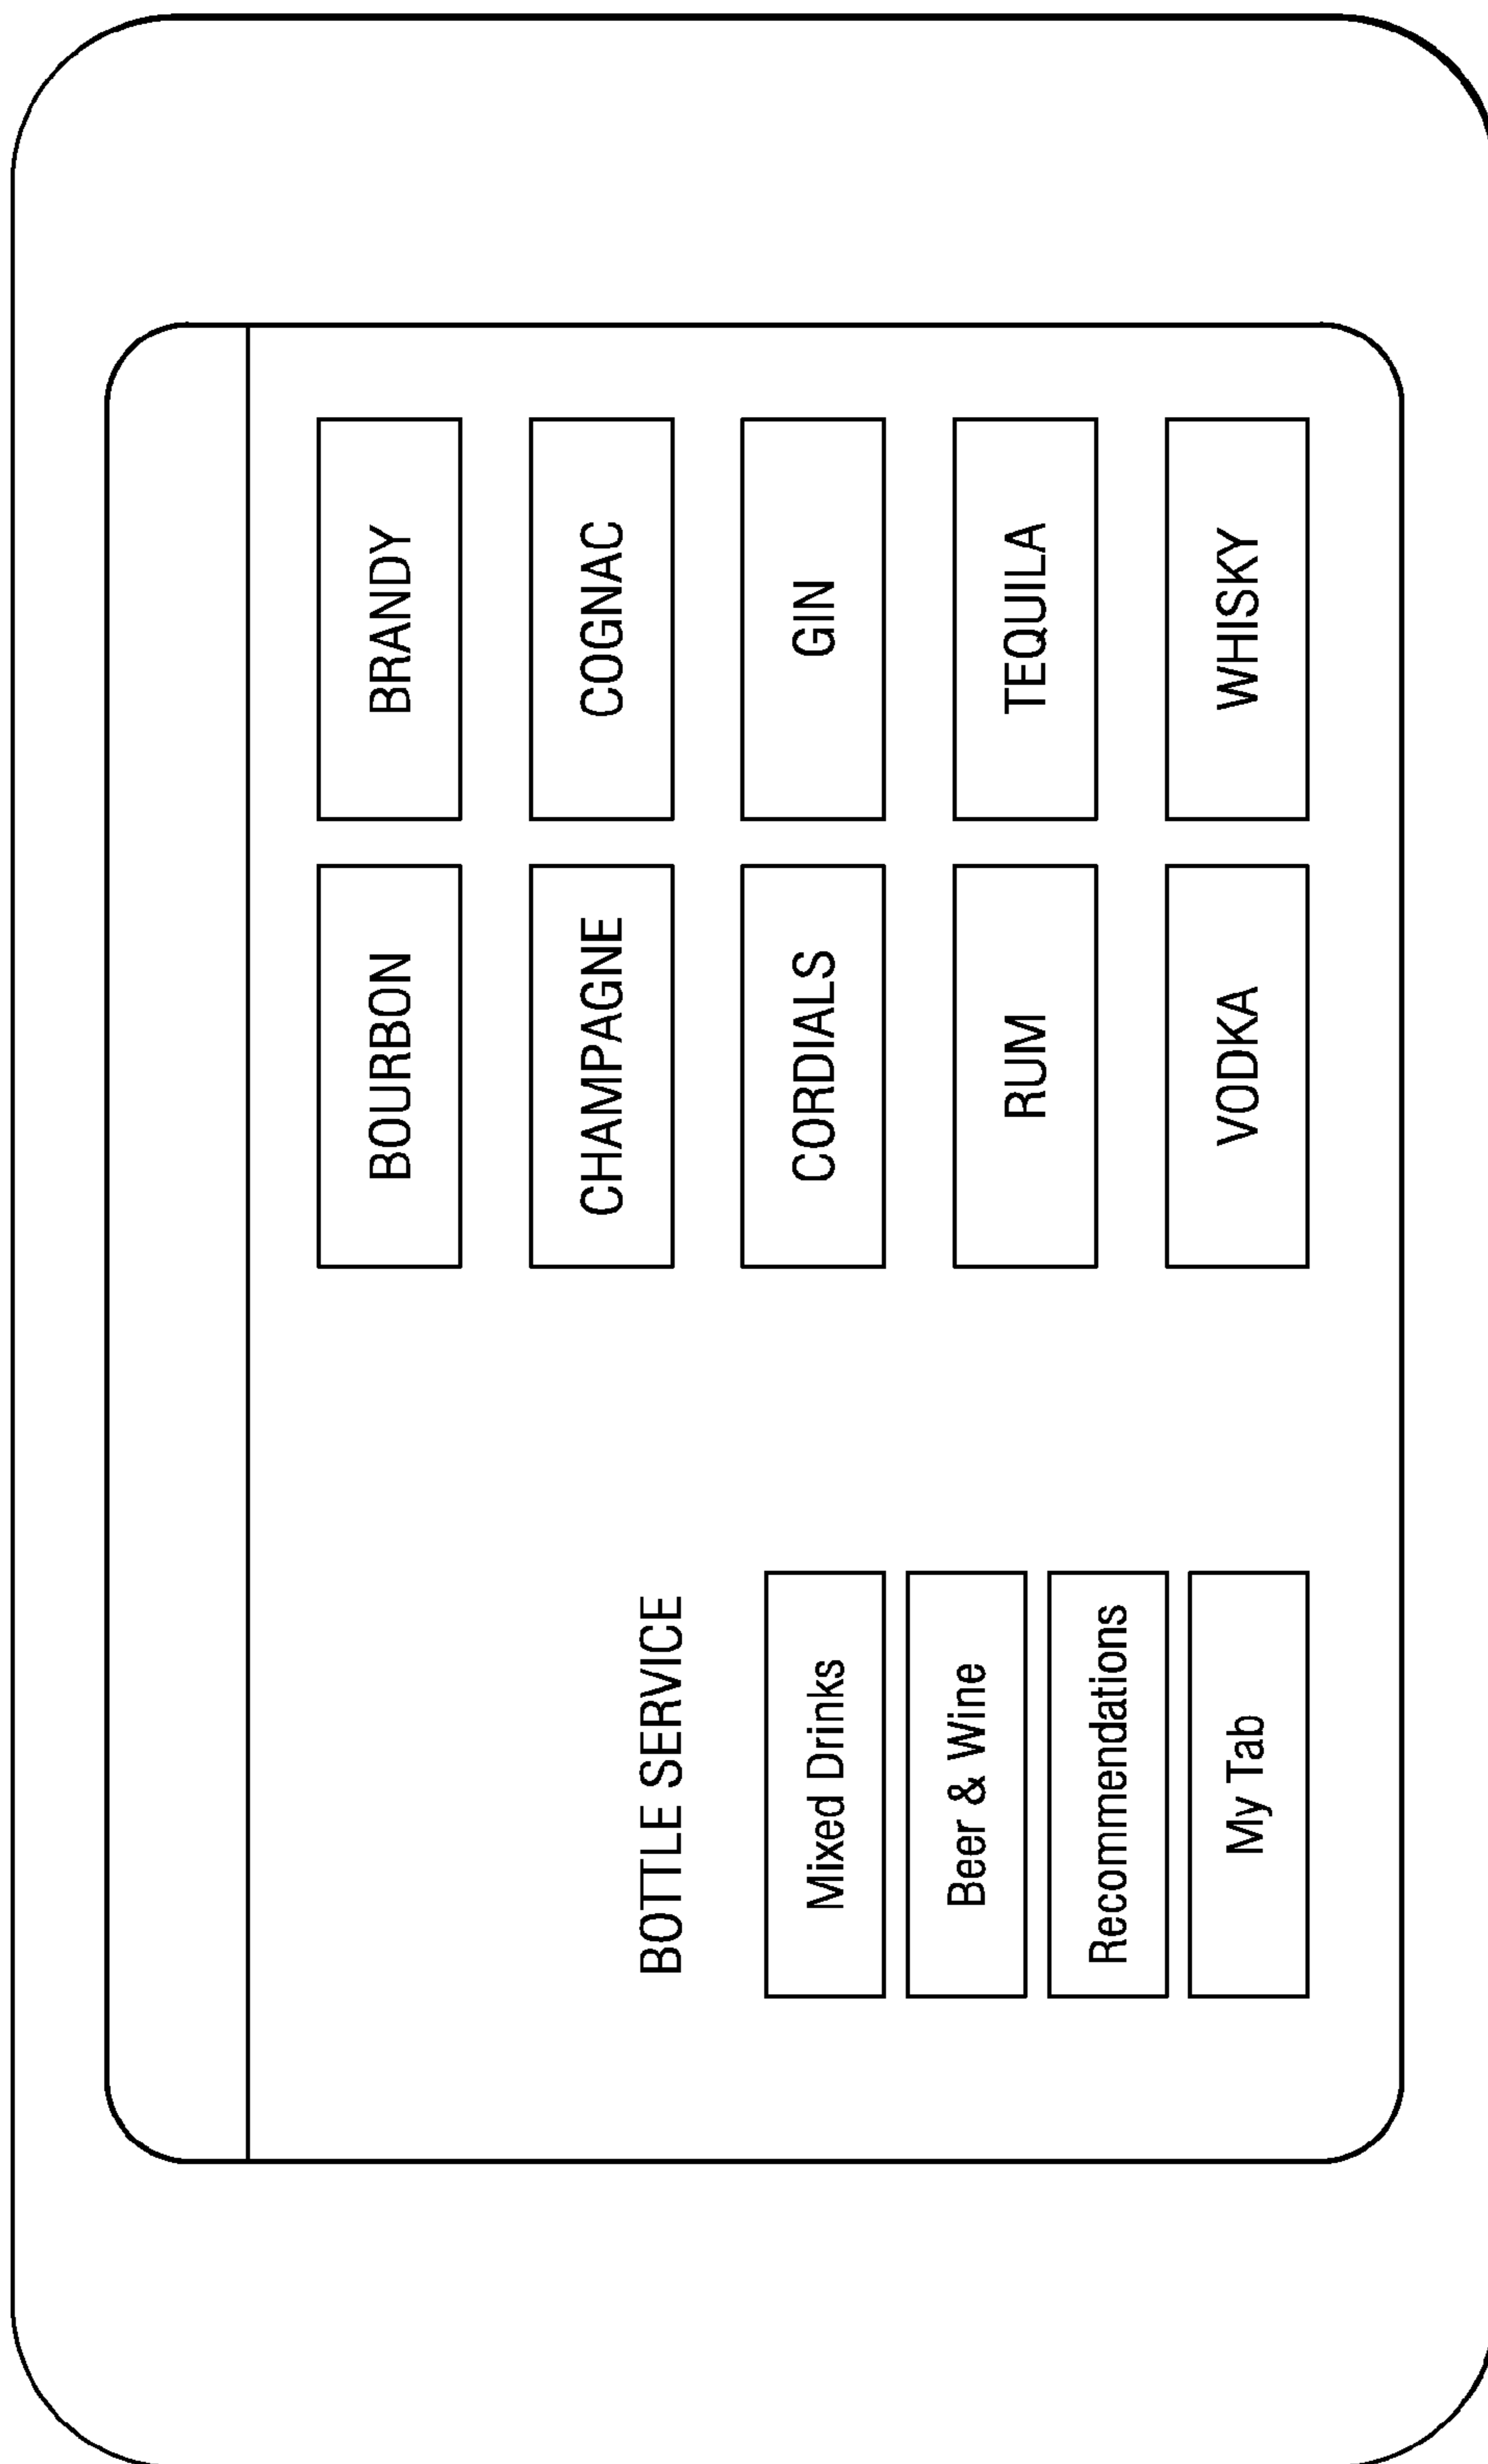 BOTTLE SERVICE
Mixed Drinks
Beer & Wine
Recommendations
My Tab
BOURBON
BRANDY
CHAMPAGNE
COGNAC
CORDIALS
GIN
RUM
TEQUILA
VODKA
WHISKY